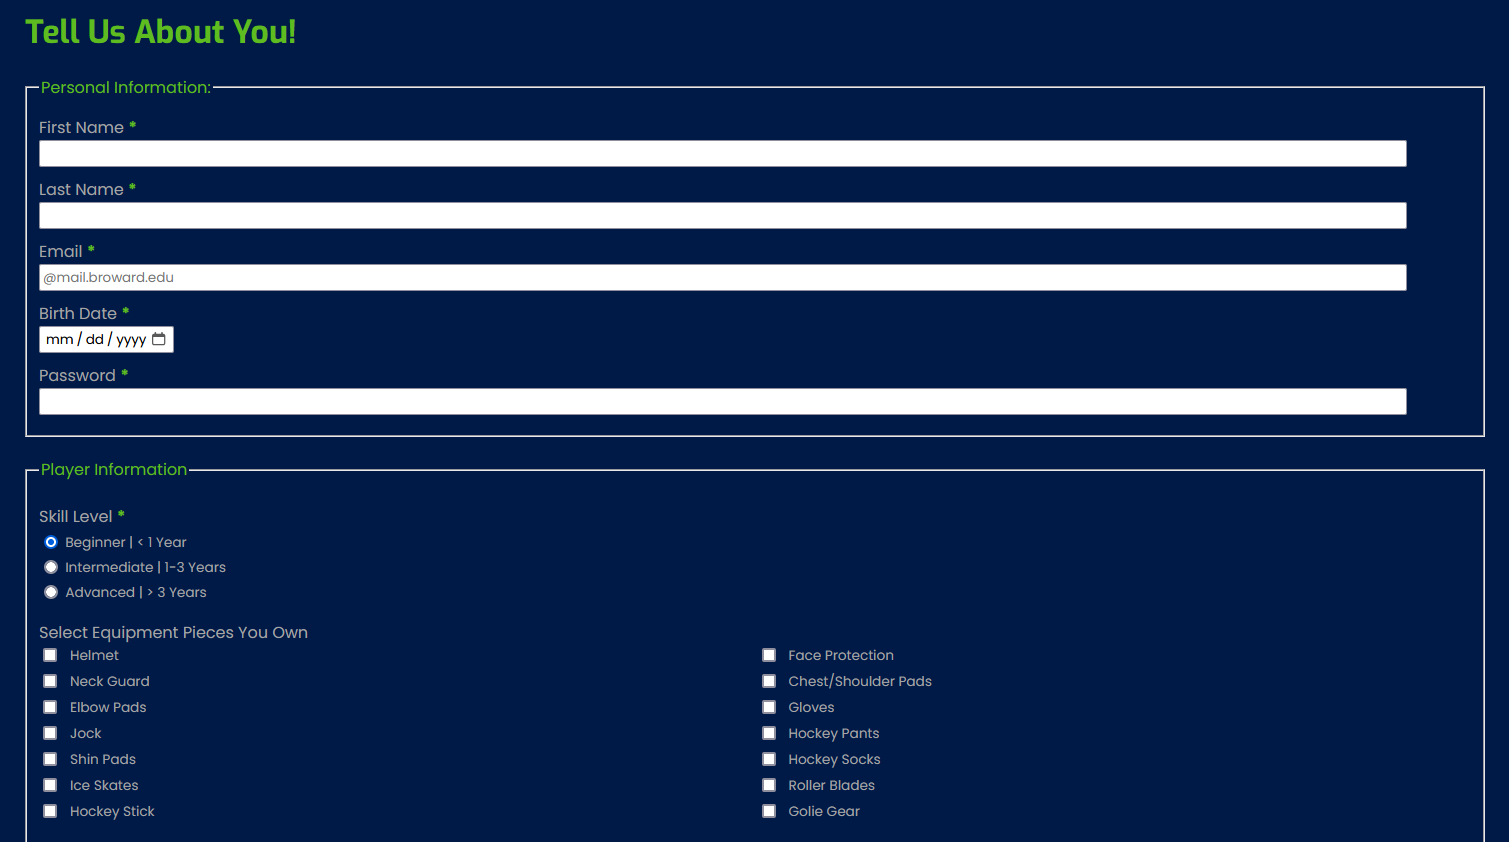 Tell Us About You!
Personal Information:
First Name *
Last Name *
Email *
@mail.broward.edu
Birth Date *
mm / dd / yyyy
Password *
Player Information
Skill Level *
Beginner | < 1 Year
Intermediate | 1-3 Years
Advanced | > 3 Years
Select Equipment Pieces You Own
Helmet Face Protection
Neck Guard Chest/Shoulder Pads
Elbow Pads Gloves
Jock Hockey Pants
Shin Pads Hockey Socks
Ice Skates Roller Blades
Hockey Stick Golie Gear